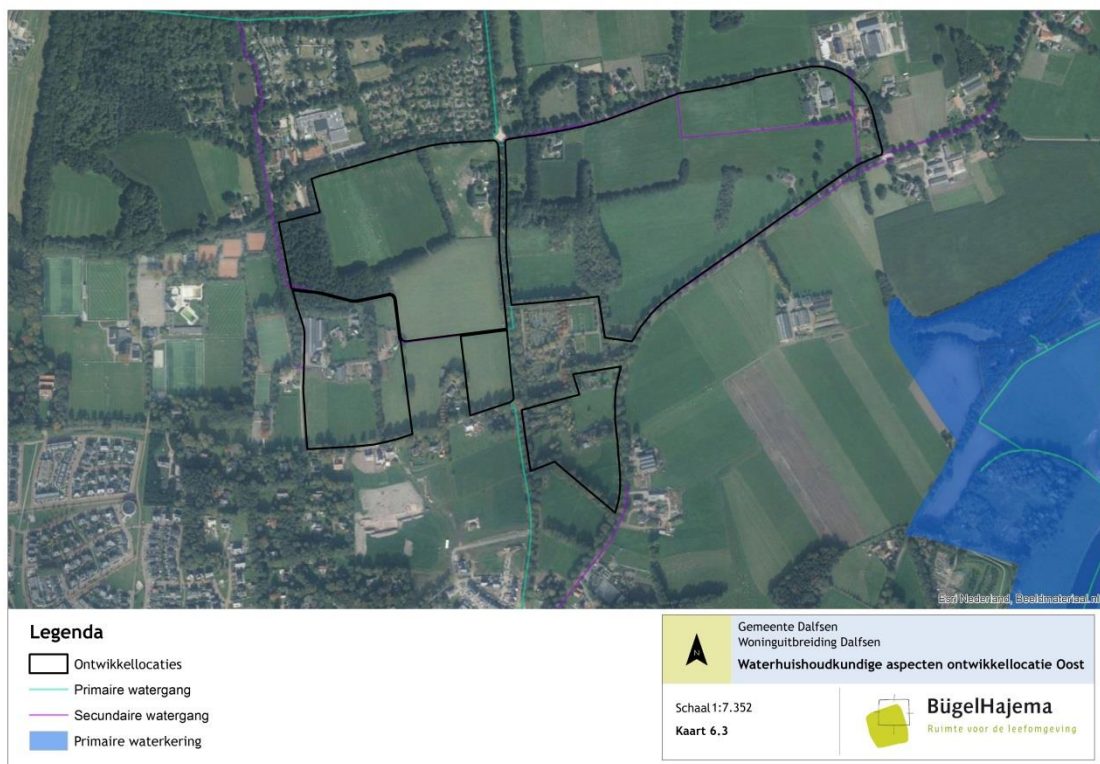 Esri Nederland, Beeldmateriaal.nl
Legenda
Ontwikkellocaties
Primaire watergang
Secundaire watergang
Primaire waterkering
N
Gemeente Dalfsen
Woninguitbreiding Dalfsen
Waterhuishoudkundige aspecten ontwikkellocatie Oost
Schaal 1:7.352
Kaart 6.3
BügelHajema
Ruimte voor de leefomgeving